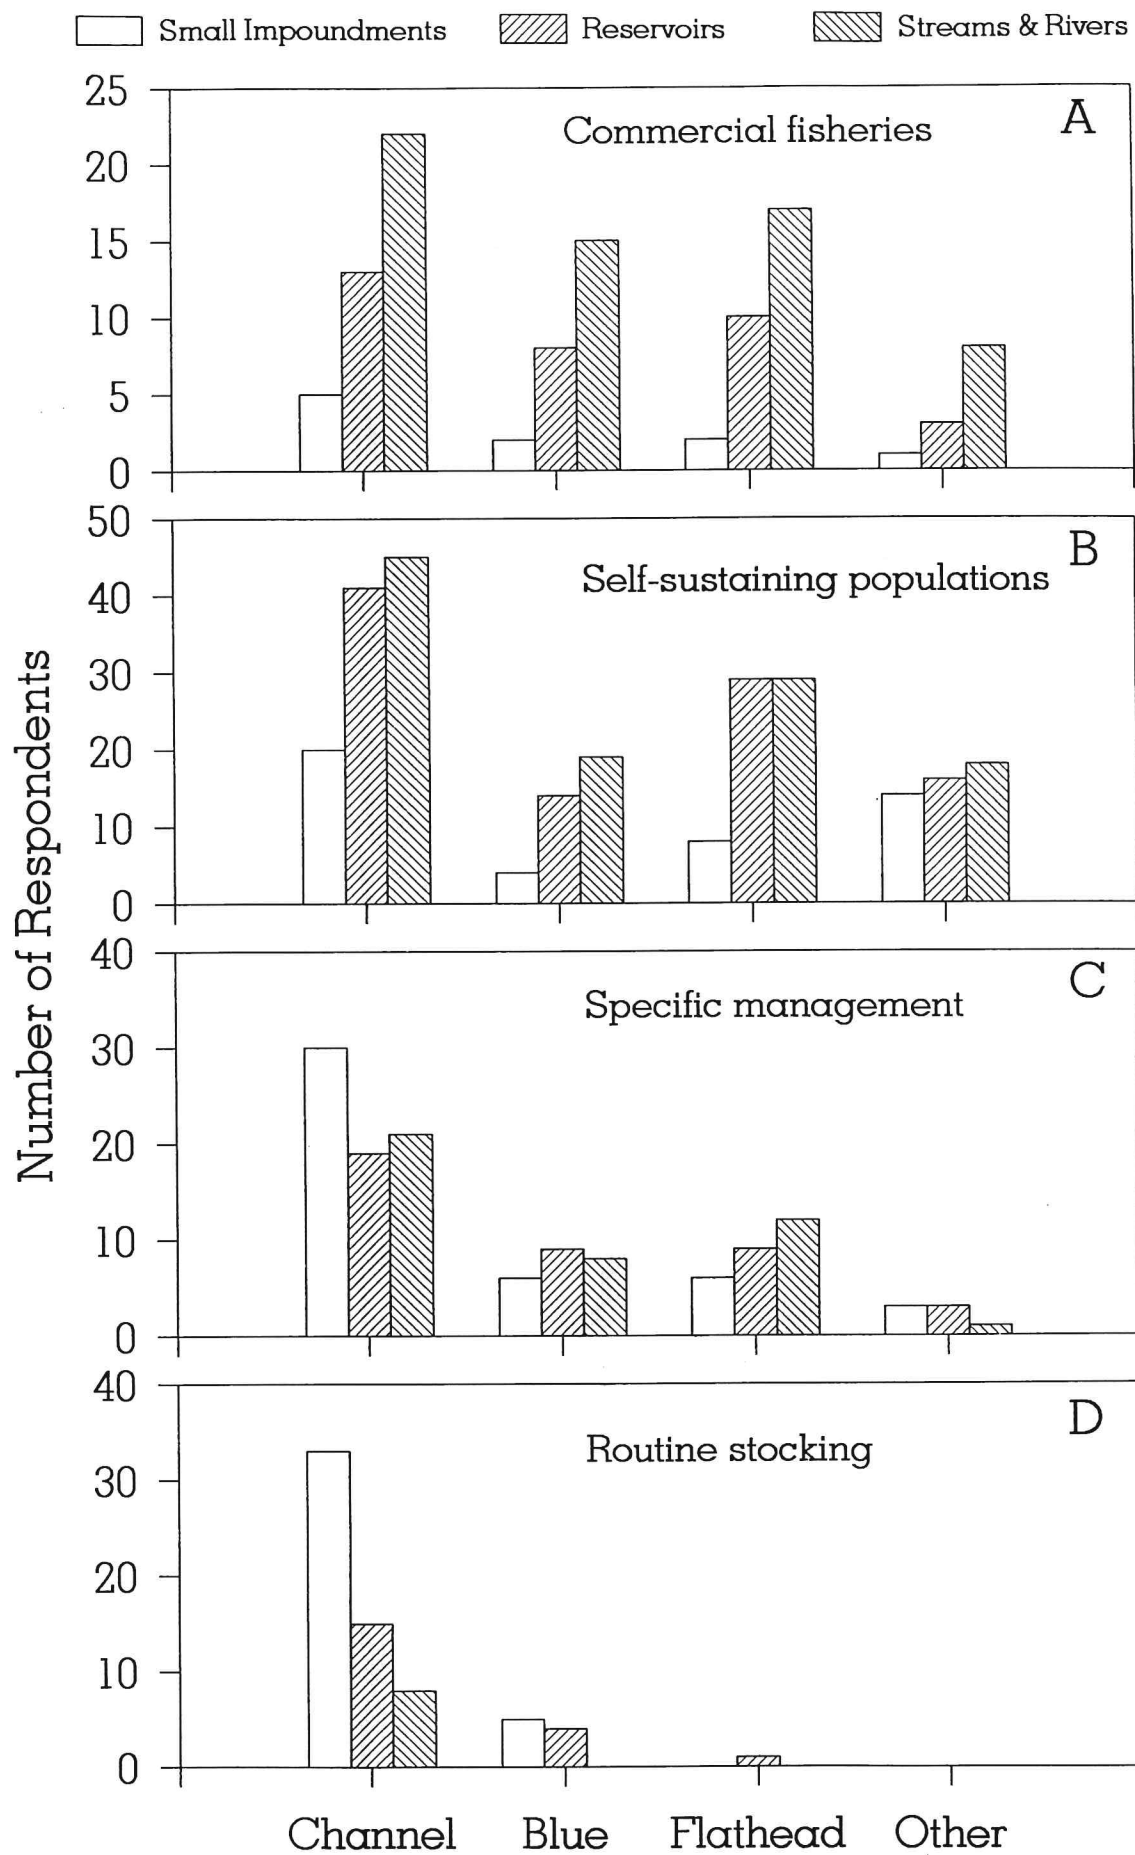 Small Impoundments Reservoirs Streams & Rivers
A
Commercial fisheries
25
20
15
10
5
0
B
Self-sustaining populations
50
40
30
20
10
0
Number of Respondents
C
Specific management
40
30
20
10
0
D
Routine stocking
40
30
20
10
0
Channel Blue Flathead Other